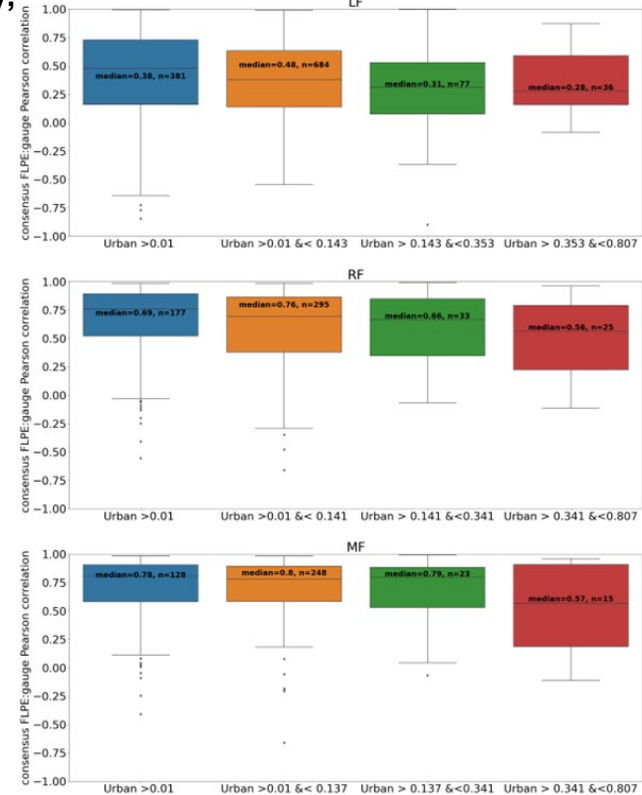 y,
LF
consensus FLPE:gauge Pearson correlation
1.00
0.75
0.50
0.25
0.00
−0.25
−0.50
−0.75
−1.00
median=0.38, n=381
median=0.48, n=684
median=0.31, n=77
median=0.28, n=36
Urban >0.01
Urban >0.01 &< 0.143
Urban > 0.143 &<0.353
Urban > 0.353 &<0.807
RF
consensus FLPE:gauge Pearson correlation
1.00
0.75
0.50
0.25
0.00
−0.25
−0.50
−0.75
−1.00
median=0.69, n=177
median=0.76, n=295
median=0.66, n=33
median=0.56, n=25
Urban >0.01
Urban >0.01 &< 0.141
Urban > 0.141 &<0.341
Urban > 0.341 &<0.807
MF
consensus FLPE:gauge Pearson correlation
1.00
0.75
0.50
0.25
0.00
−0.25
−0.50
−0.75
−1.00
median=0.78, n=128
median=0.8, n=248
median=0.79, n=23
median=0.57, n=15
Urban >0.01
Urban >0.01 &< 0.137
Urban > 0.137 &<0.341
Urban > 0.341 &<0.807